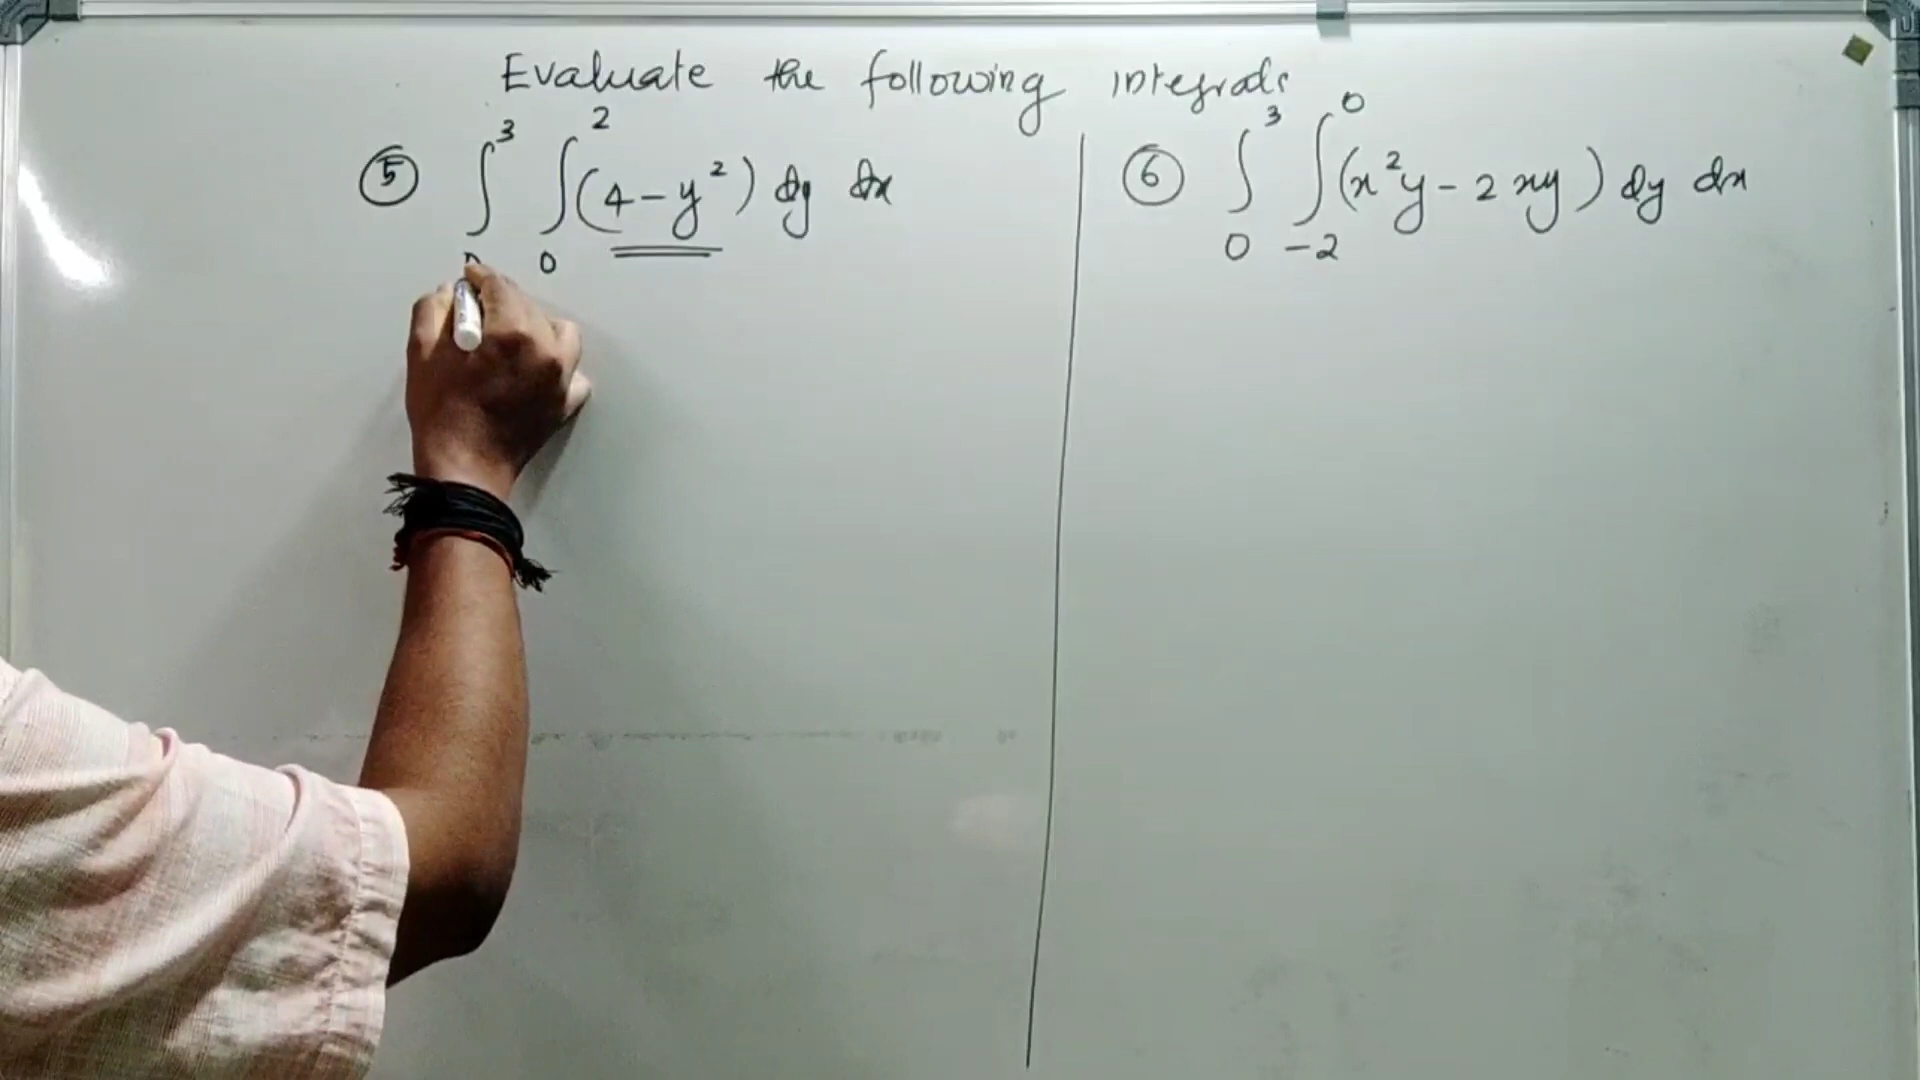 Evaluate the following integrals
⑤ ∫₀³ ∫₀² (4 - y²) dy dx
⑥ ∫₀³ ∫₋₂⁰ (x²y - 2xy) dy dx